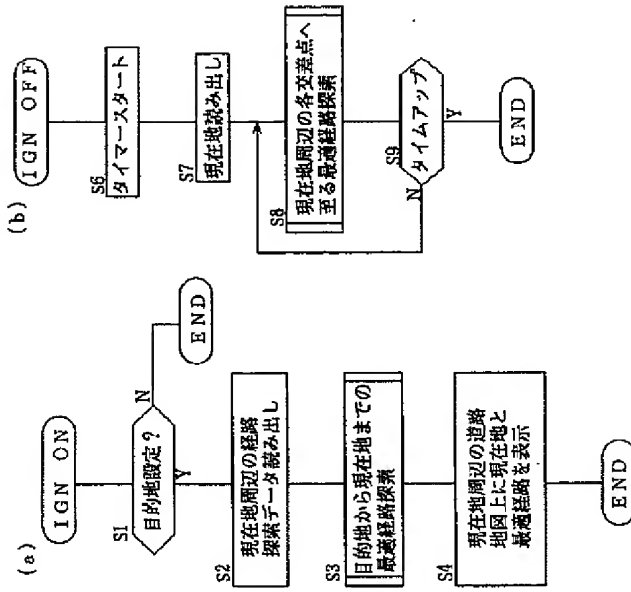 (a)
IGN ON
S1
目的地設定?
N
END
Y
S2
現在地周辺の経路
探索データ読み出し
S3
目的地から現在地までの
最適経路探索
S4
現在地周辺の道路
地図上に現在地と
最適経路を表示
END
(b)
IGN OFF
S6
タイマースタート
S7
現在地読み出し
S8
現在地周辺の各交差点へ
至る最適経路探索
S9
タイムアップ
N
Y
END